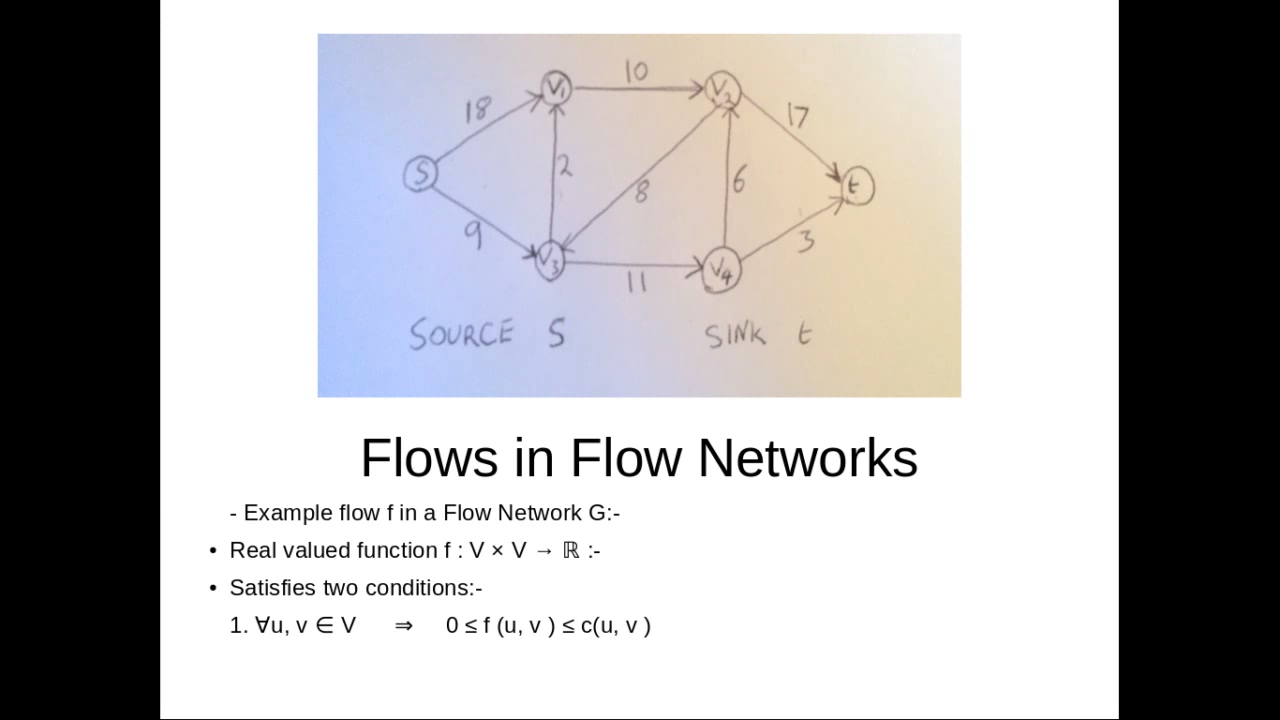 10
V1
V2
18
17
S
2
8
6
t
9
3
V3
V4
11
SOURCE S
SINK t
Flows in Flow Networks
- Example flow f in a Flow Network G:-
• Real valued function f : V × V → ℝ :-
• Satisfies two conditions:-
1. ∀u, v ∈ V ⇒ 0 ≤ f (u, v ) ≤ c(u, v )